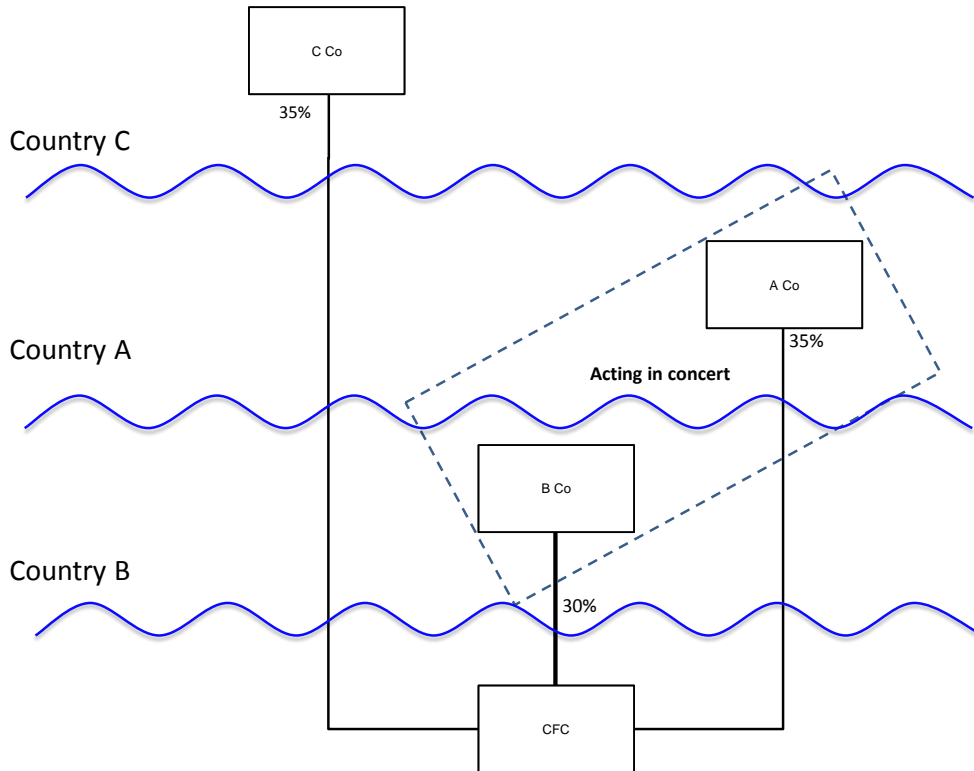 C Co
35%
Country C
A Co
Country A
35%
Acting in concert
B Co
Country B
30%
CFC